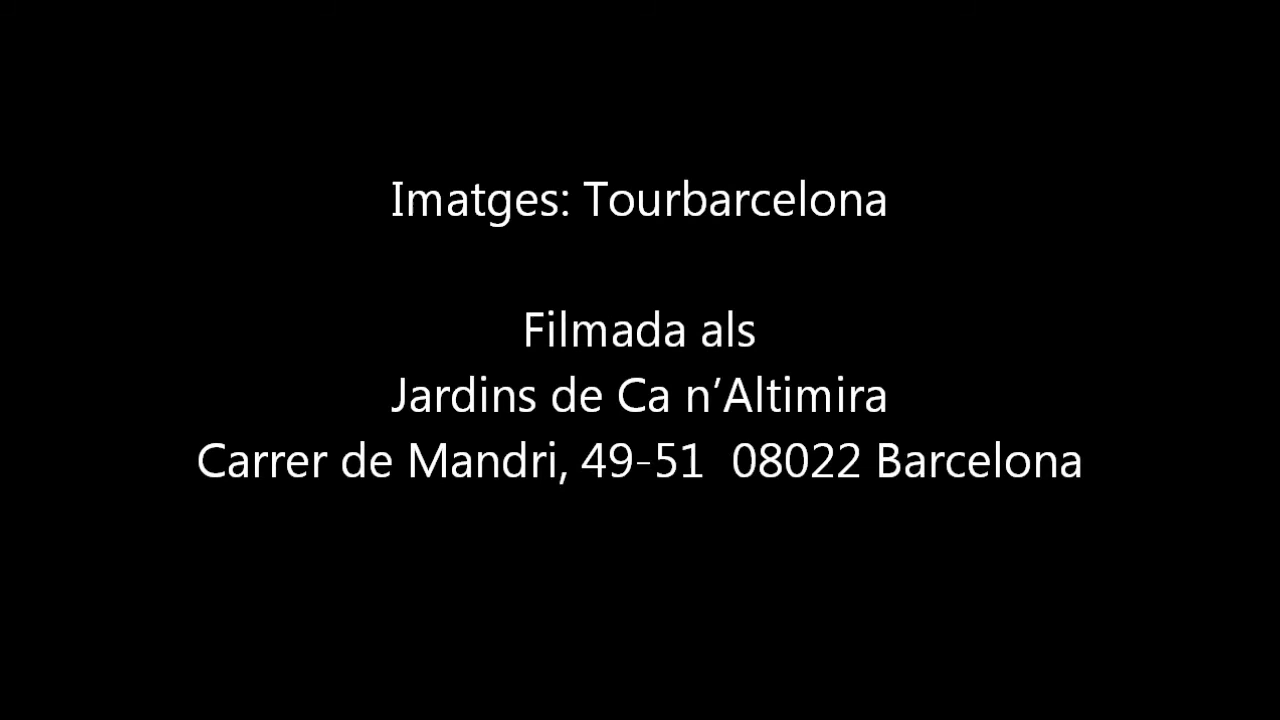 Imatges: Tourbarcelona
Filmada als
Jardins de Ca n’Altimira
Carrer de Mandri, 49-51  08022 Barcelona